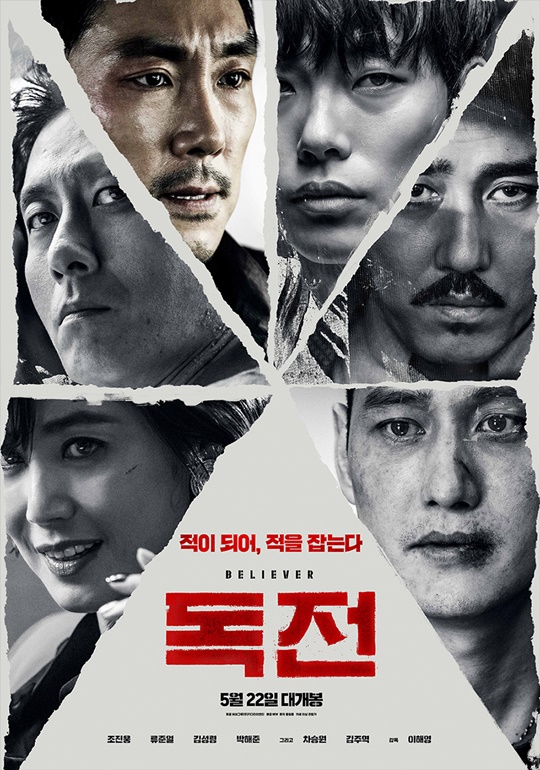 적이 되어, 적을 잡는다
BELIEVER
독전
5월 22일 대개봉
조진웅 류준열 김성령 박해준 그리고 차승원 김주혁 감독 이해영